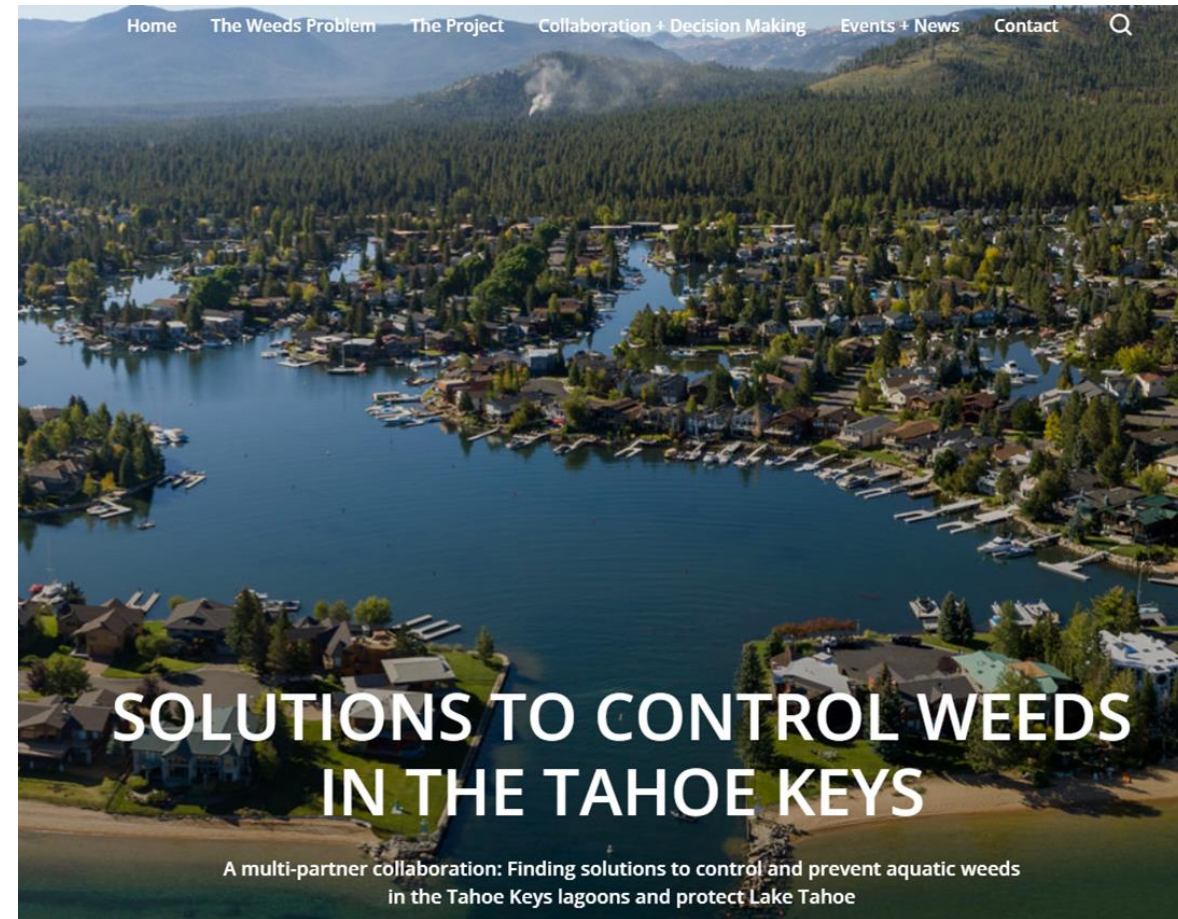 Home The Weeds Problem The Project Collaboration + Decision Making Events + News Contact
SOLUTIONS TO CONTROL WEEDS
IN THE TAHOE KEYS
A multi-partner collaboration: Finding solutions to control and prevent aquatic weeds
in the Tahoe Keys lagoons and protect Lake Tahoe